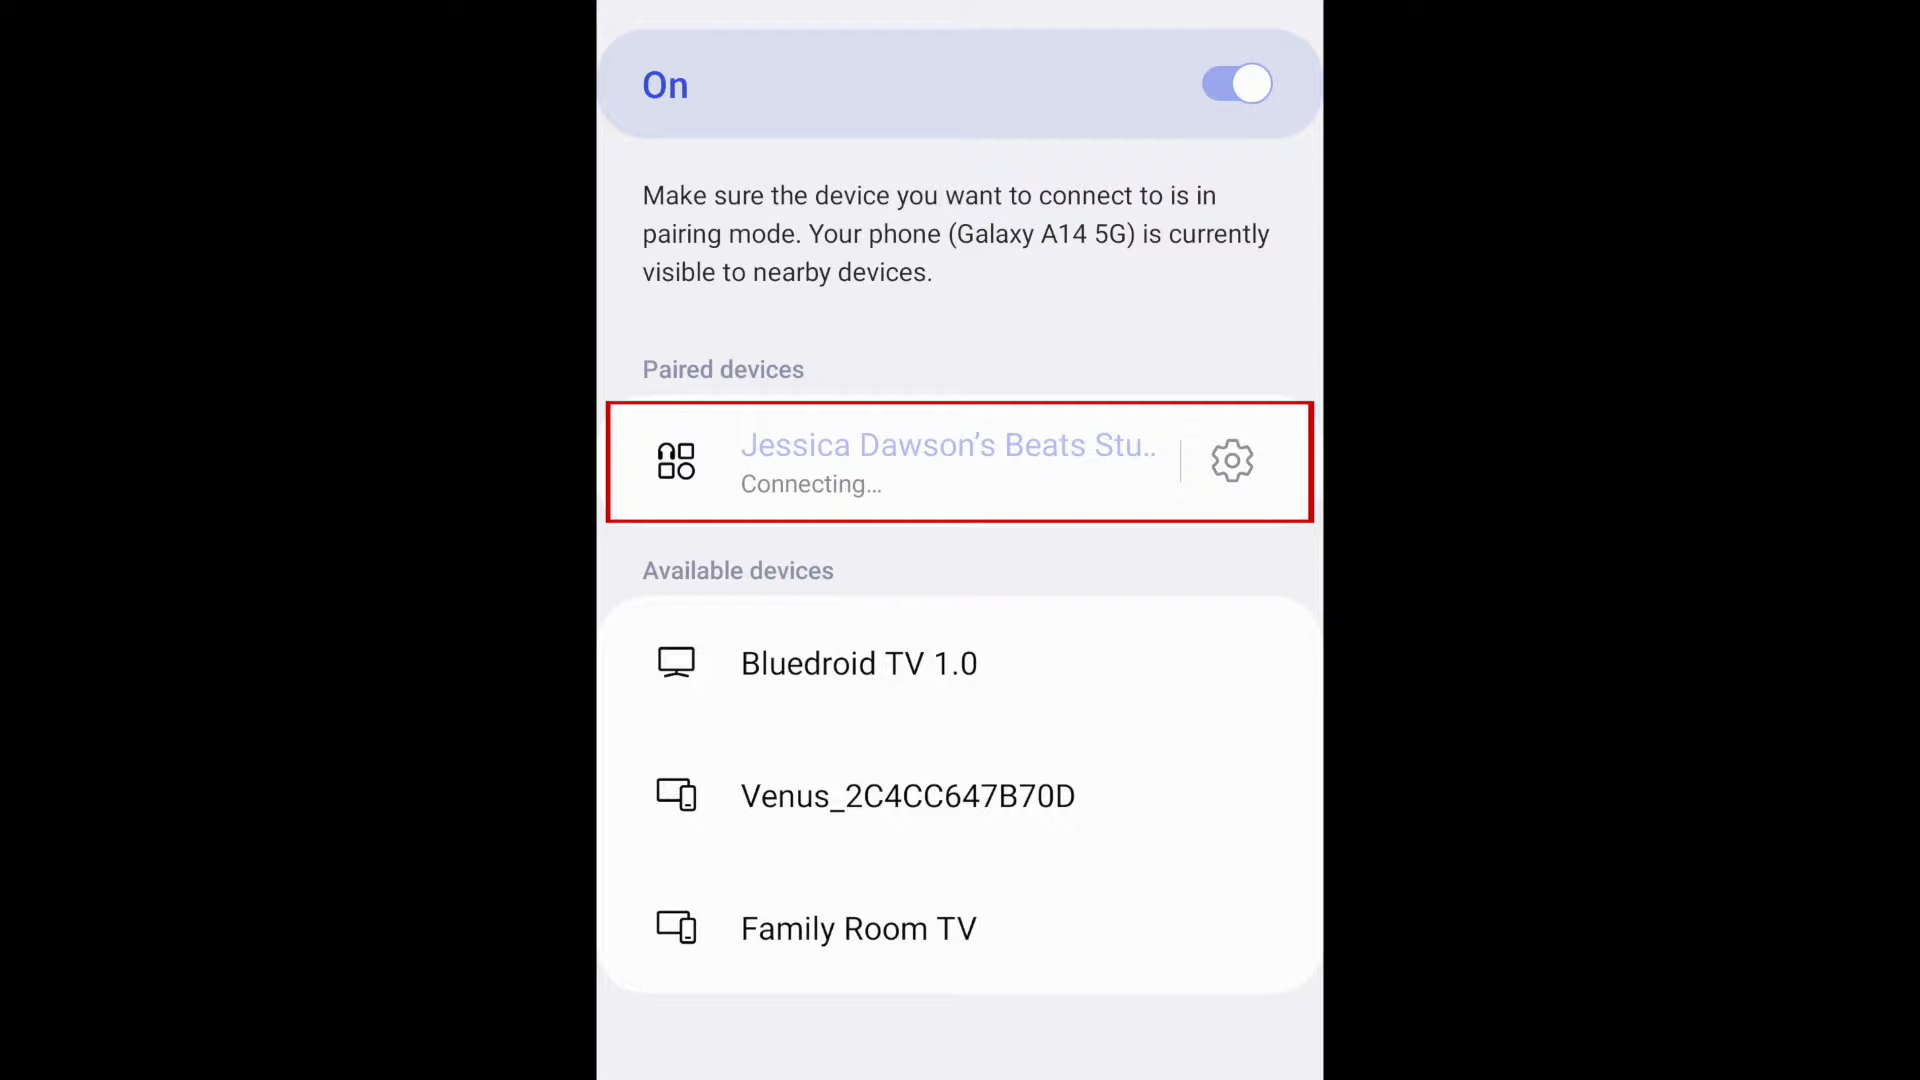 On
Make sure the device you want to connect to is in
pairing mode. Your phone (Galaxy A14 5G) is currently
visible to nearby devices.
Paired devices
Jessica Dawson’s Beats Stu..
Connecting...
Available devices
Bluedroid TV 1.0
Venus_2C4CC647B70D
Family Room TV